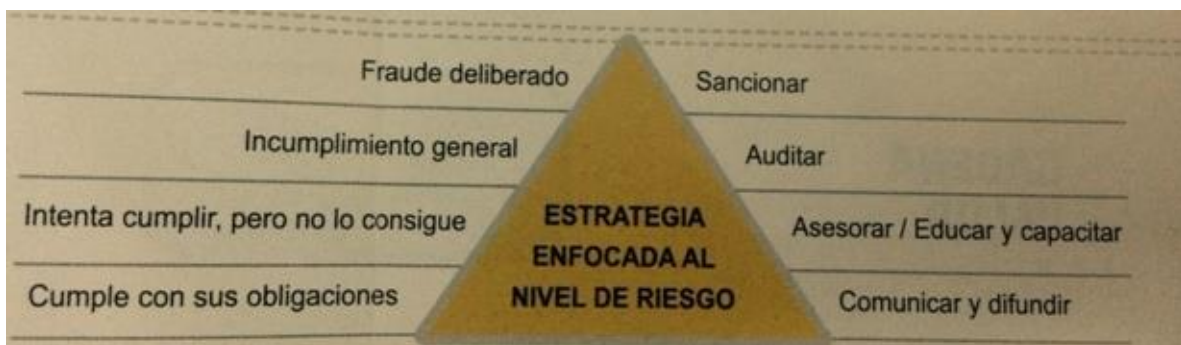 Fraude deliberado
Sancionar
Incumplimiento general
Auditar
Intenta cumplir, pero no lo consigue
Asesorar / Educar y capacitar
Cumple con sus obligaciones
Comunicar y difundir
ESTRATEGIA
ENFOCADA AL
NIVEL DE RIESGO